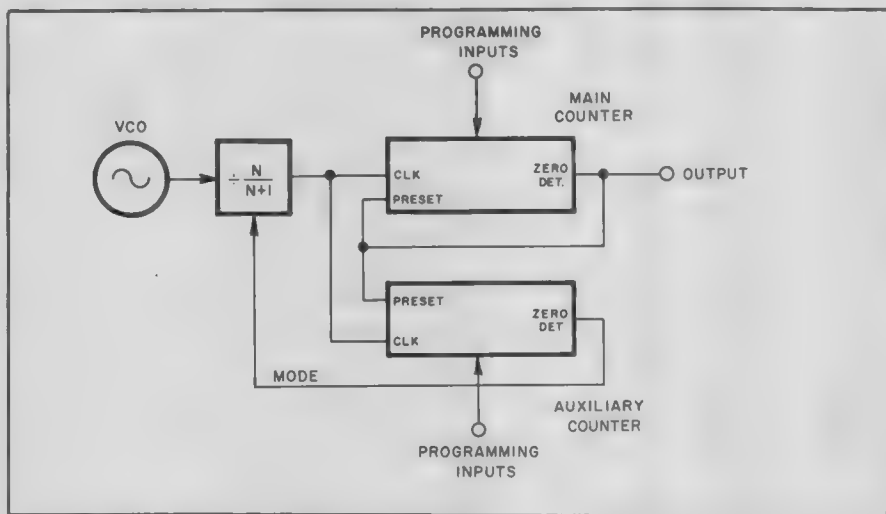 PROGRAMMING
INPUTS
MAIN
COUNTER
VCO
÷ N
N+1
CLK
PRESET
ZERO
DET.
OUTPUT
PRESET
CLK
ZERO
DET
MODE
AUXILIARY
COUNTER
PROGRAMMING
INPUTS